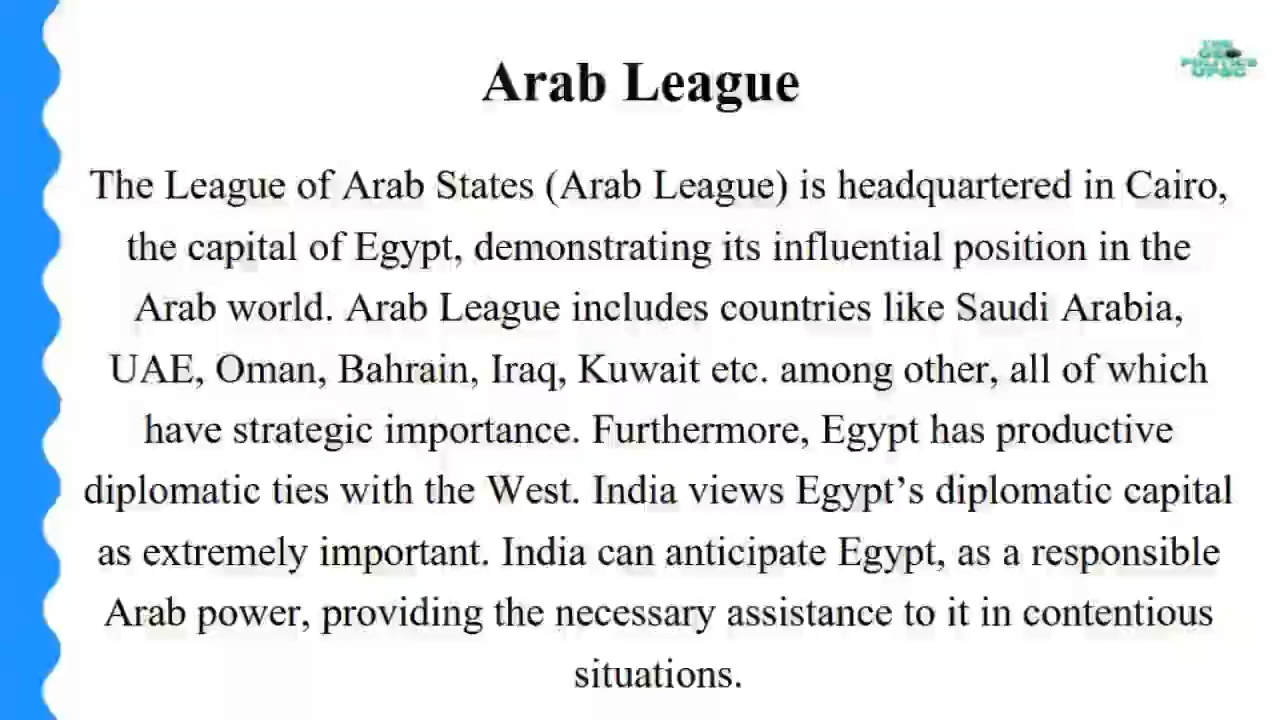 THE
GEO
POLITICS
UPSC
Arab League
The League of Arab States (Arab League) is headquartered in Cairo,
the capital of Egypt, demonstrating its influential position in the
Arab world. Arab League includes countries like Saudi Arabia,
UAE, Oman, Bahrain, Iraq, Kuwait etc. among other, all of which
have strategic importance. Furthermore, Egypt has productive
diplomatic ties with the West. India views Egypt’s diplomatic capital
as extremely important. India can anticipate Egypt, as a responsible
Arab power, providing the necessary assistance to it in contentious
situations.